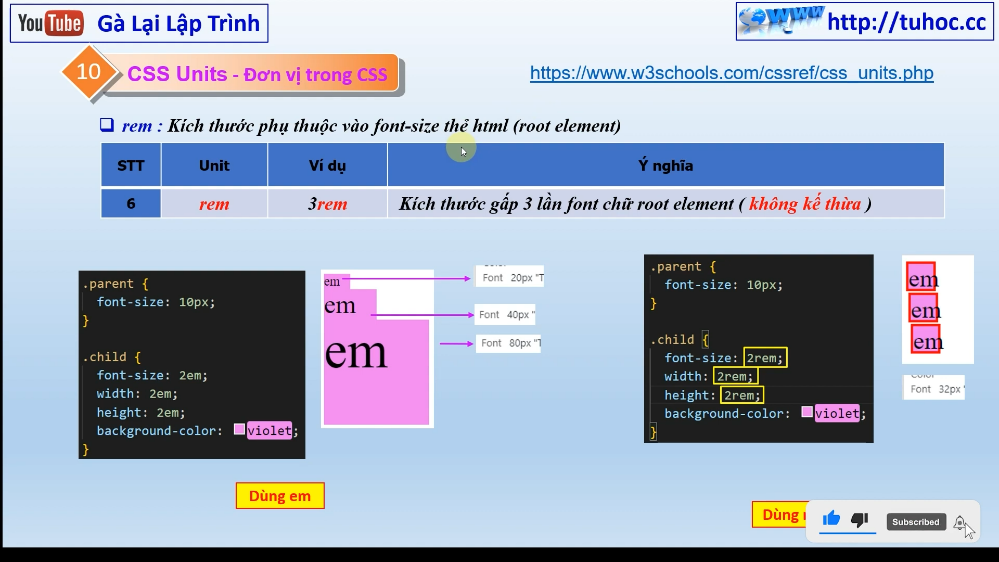 YouTube Gà Lại Lập Trình
WWW http://tuhoc.cc
10 CSS Units - Đơn vị trong CSS
https://www.w3schools.com/cssref/css_units.php
rem : Kích thước phụ thuộc vào font-size thẻ html (root element)
STT Unit Ví dụ Ý nghĩa
6 rem 3rem Kích thước gấp 3 lần font chữ root element ( không kế thừa )
.parent {
font-size: 10px;
}
.child {
font-size: 2em;
width: 2em;
height: 2em;
background-color: violet;
}
em
em
em
Font 20px "T
Font 40px "
Font 80px "T
Dùng em
.parent {
font-size: 10px;
}
.child {
font-size: 2rem;
width: 2rem;
height: 2rem;
background-color: violet;
}
em
em
em
Font 32px "
Dùng
Subscribed